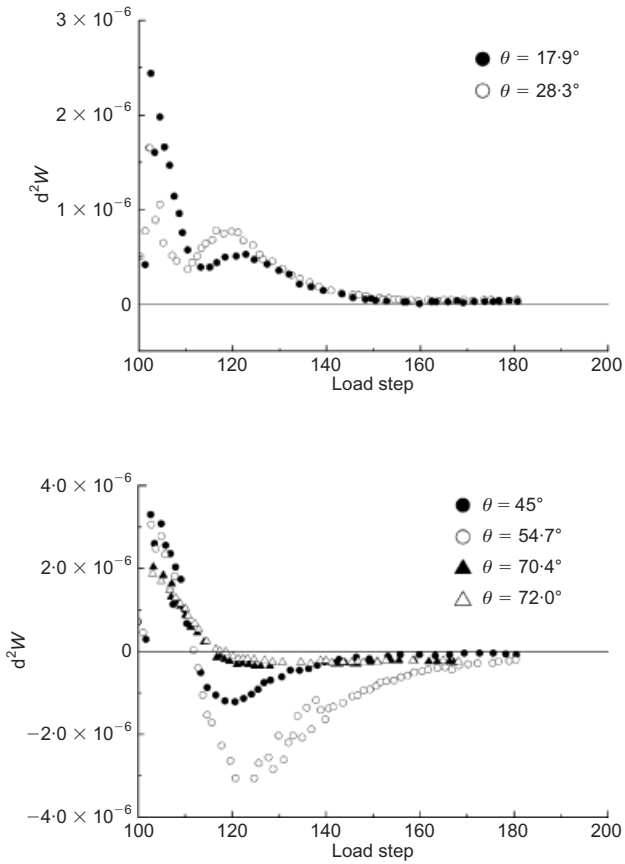 3 × 10⁻⁶
2 × 10⁻⁶
1 × 10⁻⁶
0
d²W
100 120 140 160 180 200
Load step
θ = 17·9°
θ = 28·3°
4·0 × 10⁻⁶
2·0 × 10⁻⁶
0
−2·0 × 10⁻⁶
−4·0 × 10⁻⁶
d²W
100 120 140 160 180 200
Load step
θ = 45°
θ = 54·7°
θ = 70·4°
θ = 72·0°